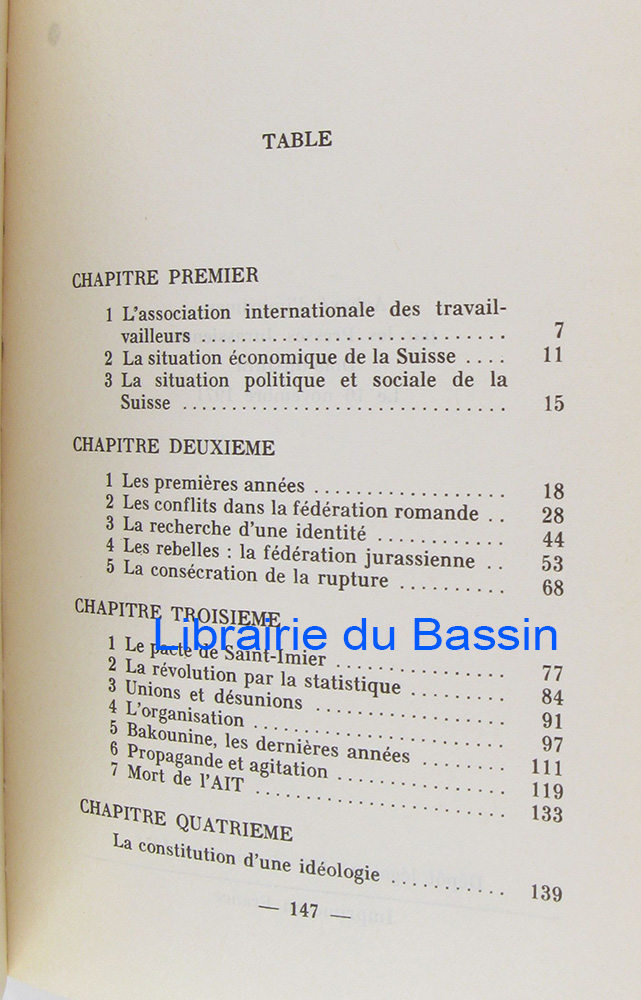 TABLE
CHAPITRE PREMIER
1 L'association internationale des travail-
vailleurs . . . . . . . . . . . . . . . . . . . . . . . . . . . . 7
2 La situation économique de la Suisse . . . . 11
3 La situation politique et sociale de la
Suisse . . . . . . . . . . . . . . . . . . . . . . . . . . . . . . 15
CHAPITRE DEUXIEME
1 Les premières années . . . . . . . . . . . . . . . . . . 18
2 Les conflits dans la fédération romande . . 28
3 La recherche d'une identité . . . . . . . . . . . . 44
4 Les rebelles : la fédération jurassienne . . 53
5 La consécration de la rupture . . . . . . . . . . 68
CHAPITRE TROISIEME
Librairie du Bassin
1 Le pacte de Saint-Imier . . . . . . . . . . . . . . . . 77
2 La révolution par la statistique . . . . . . . . . 84
3 Unions et désunions . . . . . . . . . . . . . . . . . . . 91
4 L'organisation . . . . . . . . . . . . . . . . . . . . . . . . 97
5 Bakounine, les dernières années . . . . . . . . 111
6 Propagande et agitation . . . . . . . . . . . . . . . . 119
7 Mort de l'AIT . . . . . . . . . . . . . . . . . . . . . . . . 133
CHAPITRE QUATRIEME
La constitution d'une idéologie . . . . . . . . . . . 139
— 147 —